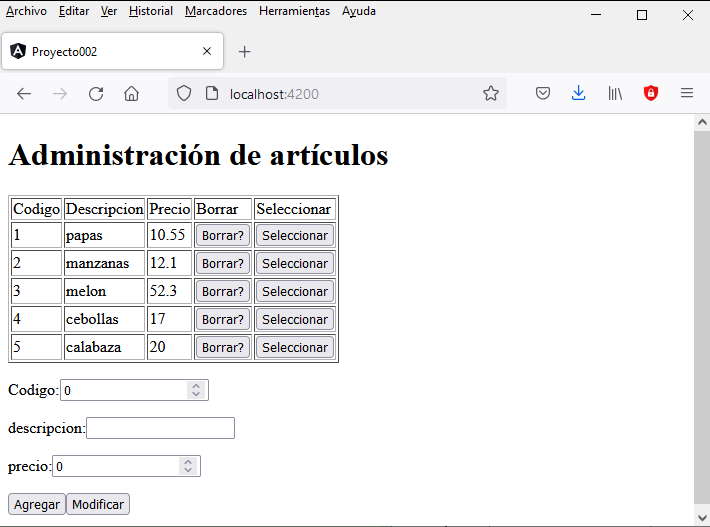 Archivo Editar Ver Historial Marcadores Herramientas Ayuda
Proyecto002
localhost:4200
Administración de artículos
Codigo Descripcion Precio Borrar Seleccionar
1 papas 10.55 Borrar? Seleccionar
2 manzanas 12.1 Borrar? Seleccionar
3 melon 52.3 Borrar? Seleccionar
4 cebollas 17 Borrar? Seleccionar
5 calabaza 20 Borrar? Seleccionar
Codigo: 0
descripcion:
precio: 0
Agregar Modificar